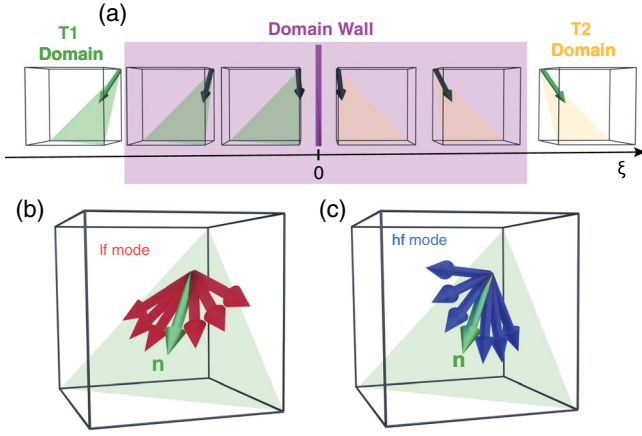 (a)
T1
Domain
Domain Wall
T2
Domain
0
ξ
(b)
lf mode
n
(c)
hf mode
n